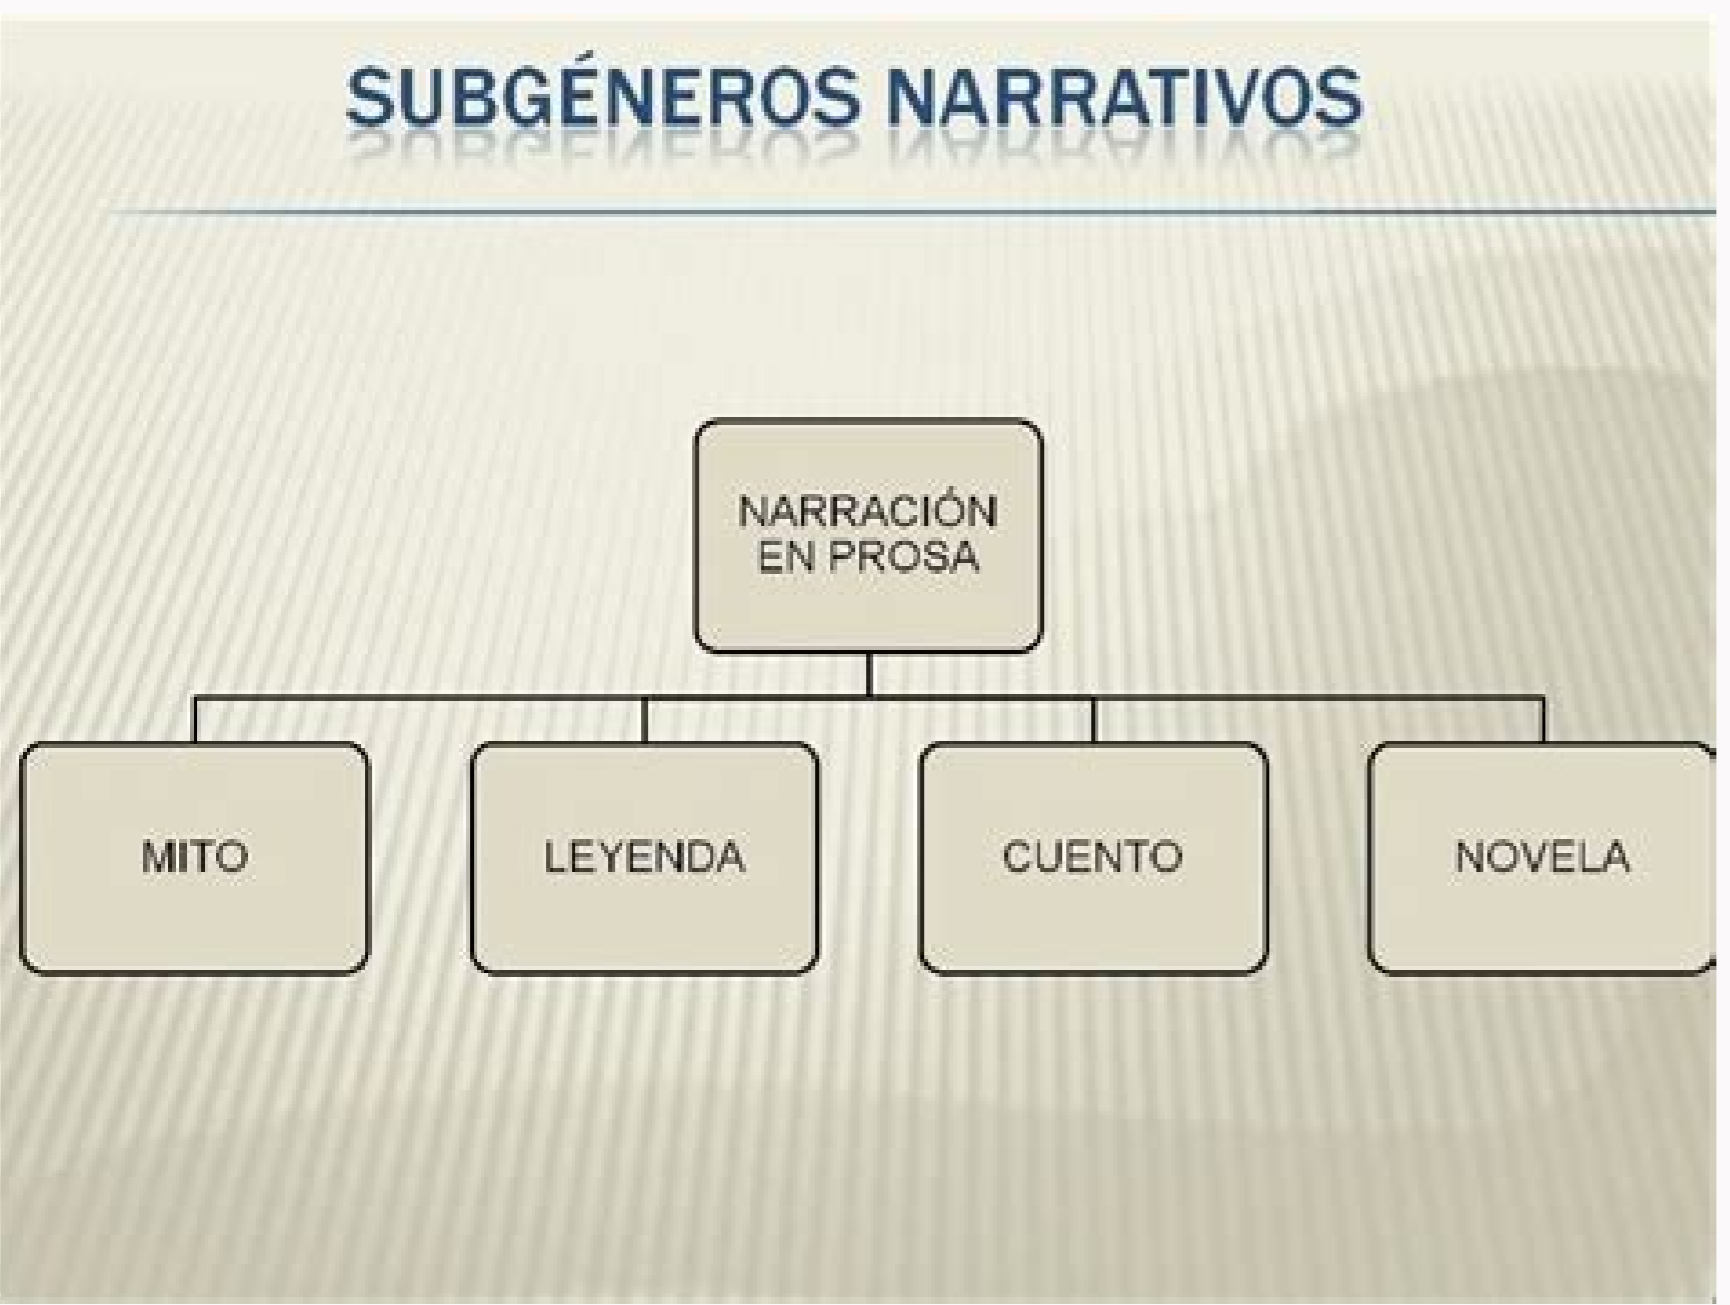 SUBGÉNEROS NARRATIVOS
NARRACIÓN
EN PROSA
MITO
LEYENDA
CUENTO
NOVELA